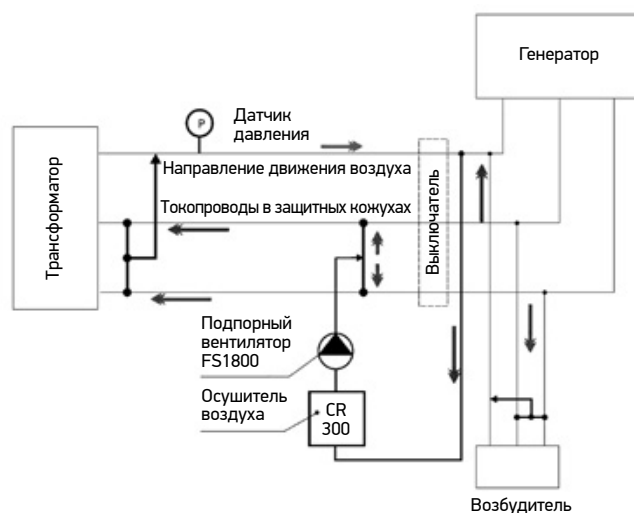 Генератор
Датчик
давления
P
Трансформатор
Направление движения воздуха
Токопроводы в защитных кожухах
Выключатель
Подпорный
вентилятор
FS1800
Осушитель
воздуха
CR
300
Возбудитель